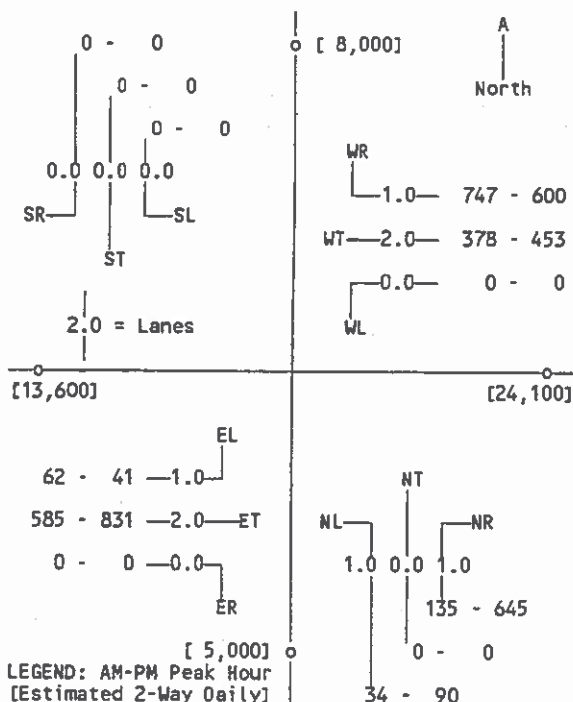 0 - 0
[ 8,000]
A
North
0 - 0
0 - 0
0.0 0.0 0.0
SR
SL
ST
WR
1.0 747 - 600
WT 2.0 378 - 453
0.0 0 - 0
WL
2.0 = Lanes
[13,600]
[24,100]
EL
62 - 41 1.0
585 - 831 2.0 ET
0 - 0 0.0
ER
NT
NL
NR
1.0 0.0 1.0
135 - 645
[ 5,000]
0 - 0
LEGEND: AM-PM Peak Hour
[Estimated 2-Way Daily]
34 - 90